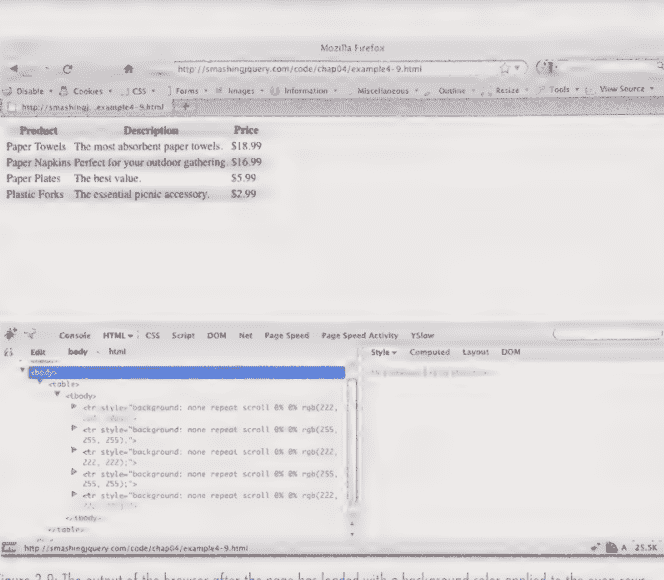 Mozilla Firefox
http://smashingjquery.com/code/chap04/example4-9.html
Disable Cookies CSS Forms Images Information Miscellaneous Outline Resize Tools View Source
http://smashingj...example4-9.html
Product Description Price
Paper Towels The most absorbent paper towels. $18.99
Paper Napkins Perfect for your outdoor gathering. $16.99
Paper Plates The best value. $5.99
Plastic Forks The essential picnic accessory. $2.99
Console HTML CSS Script DOM Net Page Speed Page Speed Activity YSlow
Edit body html
Style Computed Layout DOM
<body>
<table>
<tbody>
<tr style="background: none repeat scroll 0% 0% rgb(222,
<tr style="background: none repeat scroll 0% 0% rgb(255,
255, 255);">
<tr style="background: none repeat scroll 0% 0% rgb(222,
222, 222);">
<tr style="background: none repeat scroll 0% 0% rgb(255,
255, 255);">
<tr style="background: none repeat scroll 0% 0% rgb(222,
</tbody>
</table>
http://smashingjquery.com/code/chap04/example4-9.html
25.5K